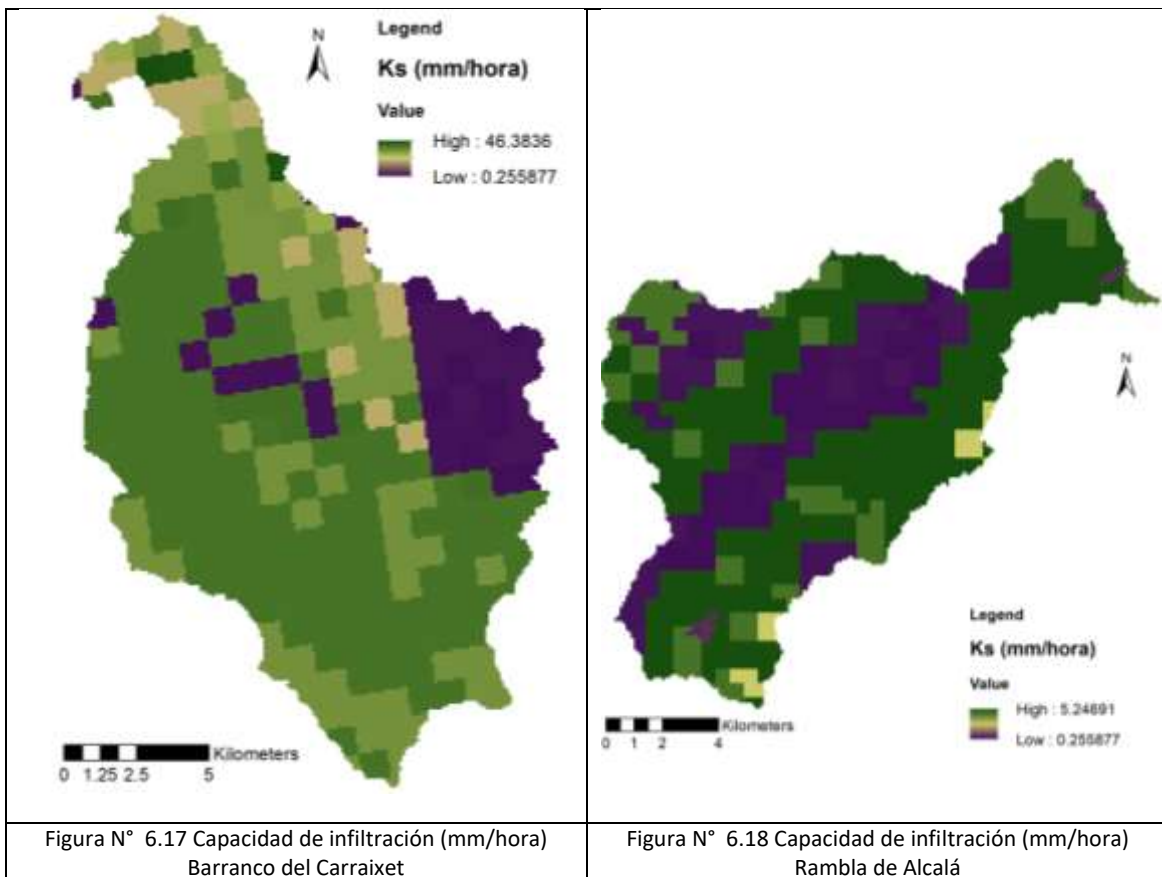 N
Legend
Ks (mm/hora)
Value
High : 46.3836
Low : 0.255877
Kilometers
0 1.25 2.5 5
N
Legend
Ks (mm/hora)
Value
High : 5.24691
Low : 0.255877
Kilometers
0 1 2 4
Figura N° 6.17 Capacidad de infiltración (mm/hora)
Barranco del Carraixet
Figura N° 6.18 Capacidad de infiltración (mm/hora)
Rambla de Alcalá